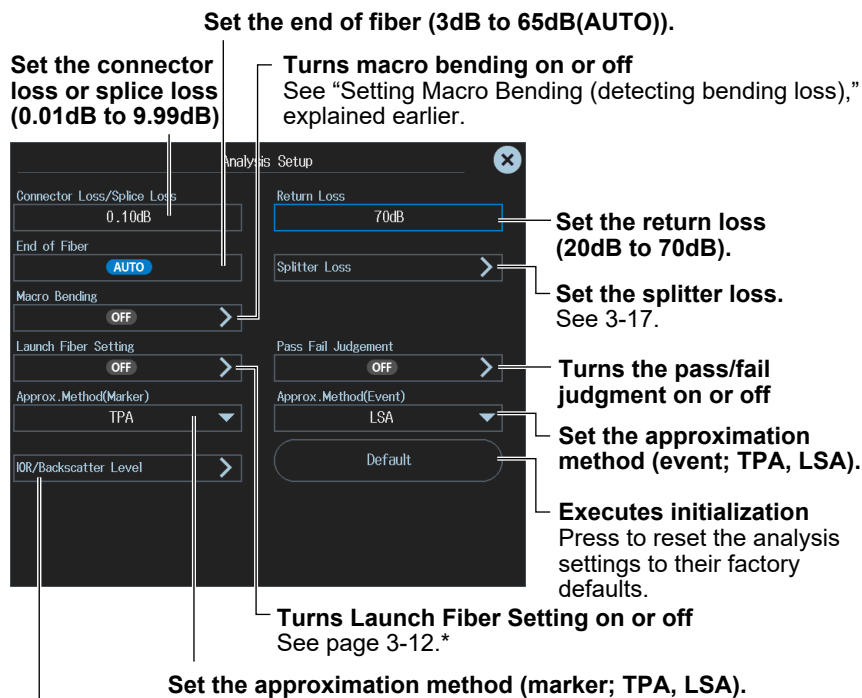 Set the end of fiber (3dB to 65dB(AUTO)).
Set the connector
loss or splice loss
(0.01dB to 9.99dB)
Turns macro bending on or off
See “Setting Macro Bending (detecting bending loss),”
explained earlier.
Analysis Setup
Connector Loss/Splice Loss
0.10dB
Return Loss
70dB
End of Fiber
AUTO
Splitter Loss
Macro Bending
OFF
Launch Fiber Setting
OFF
Pass Fail Judgement
OFF
Approx.Method(Marker)
TPA
Approx.Method(Event)
LSA
IOR/Backscatter Level
Default
Set the return loss
(20dB to 70dB).
Set the splitter loss.
See 3-17.
Turns the pass/fail
judgment on or off
Set the approximation
method (event; TPA, LSA).
Executes initialization
Press to reset the analysis
settings to their factory
defaults.
Turns Launch Fiber Setting on or off
See page 3-12.*
Set the approximation method (marker; TPA, LSA).